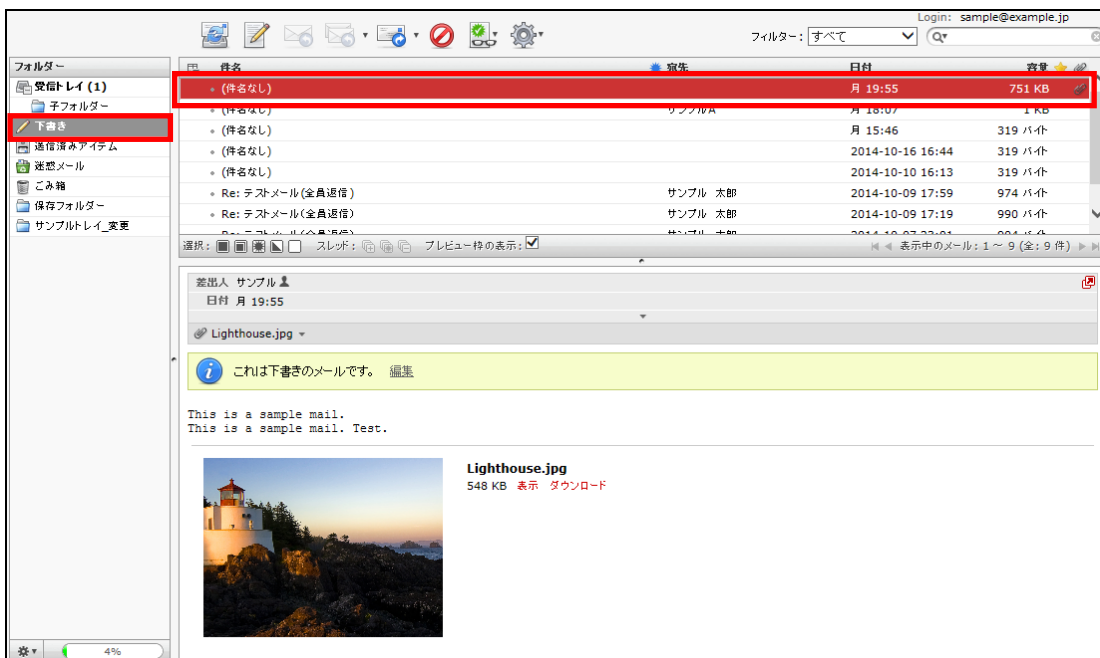 Login: sample@example.jp
フィルター: すべて
フォルダー
受信トレイ (1)
子フォルダー
下書き
送信済みアイテム
迷惑メール
ごみ箱
保存フォルダー
サンプルトレイ_変更
件名 宛先 日付 容量
(件名なし) 月 19:55 751 KB
(件名なし) サンプルA 月 18:07 1 KB
(件名なし) 月 15:46 319 バイト
(件名なし) 2014-10-16 16:44 319 バイト
(件名なし) 2014-10-10 16:13 319 バイト
Re: テストメール(全員返信) サンプル 太郎 2014-10-09 17:59 974 バイト
Re: テストメール(全員返信) サンプル 太郎 2014-10-09 17:19 990 バイト
選択: スレッド: プレビュー枠の表示: 表示中のメール: 1 ~ 9 (全: 9 件)
差出人 サンプル
日付 月 19:55
Lighthouse.jpg
これは下書きのメールです。 編集
This is a sample mail.
This is a sample mail. Test.
Lighthouse.jpg
548 KB 表示 ダウンロード
4%